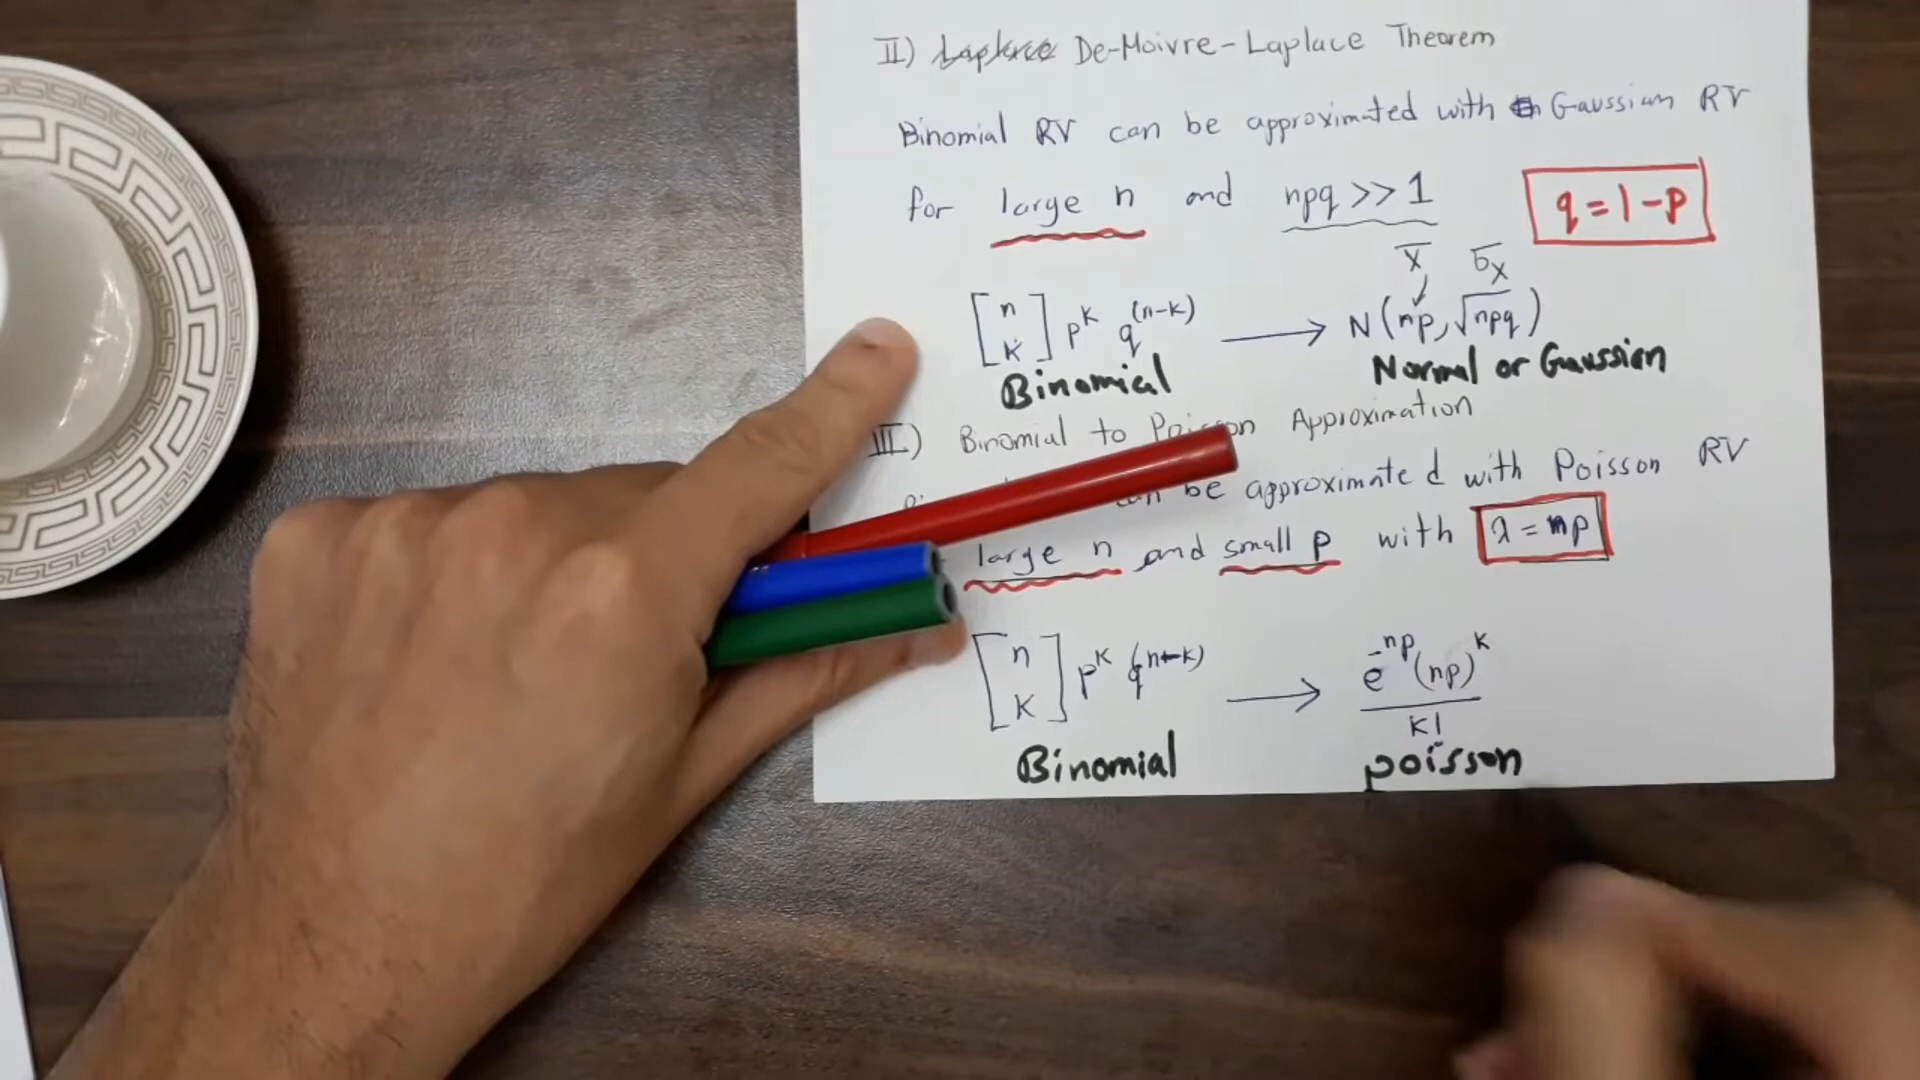 II) Laplace De-Moivre-Laplace Theorem
Binomial RV can be approximated with Gaussian RV
for large n and npq >> 1
q = 1 - p
X̅ σx
[n k] p^k q^(n-k) → N(np, √npq)
Binomial Normal or Gaussian
III) Binomial to Poisson Approximation
be approximated with Poisson RV
large n and small p with λ = np
[n k] p^k q^(n-k) → e^-np (np)^k / k!
Binomial poisson